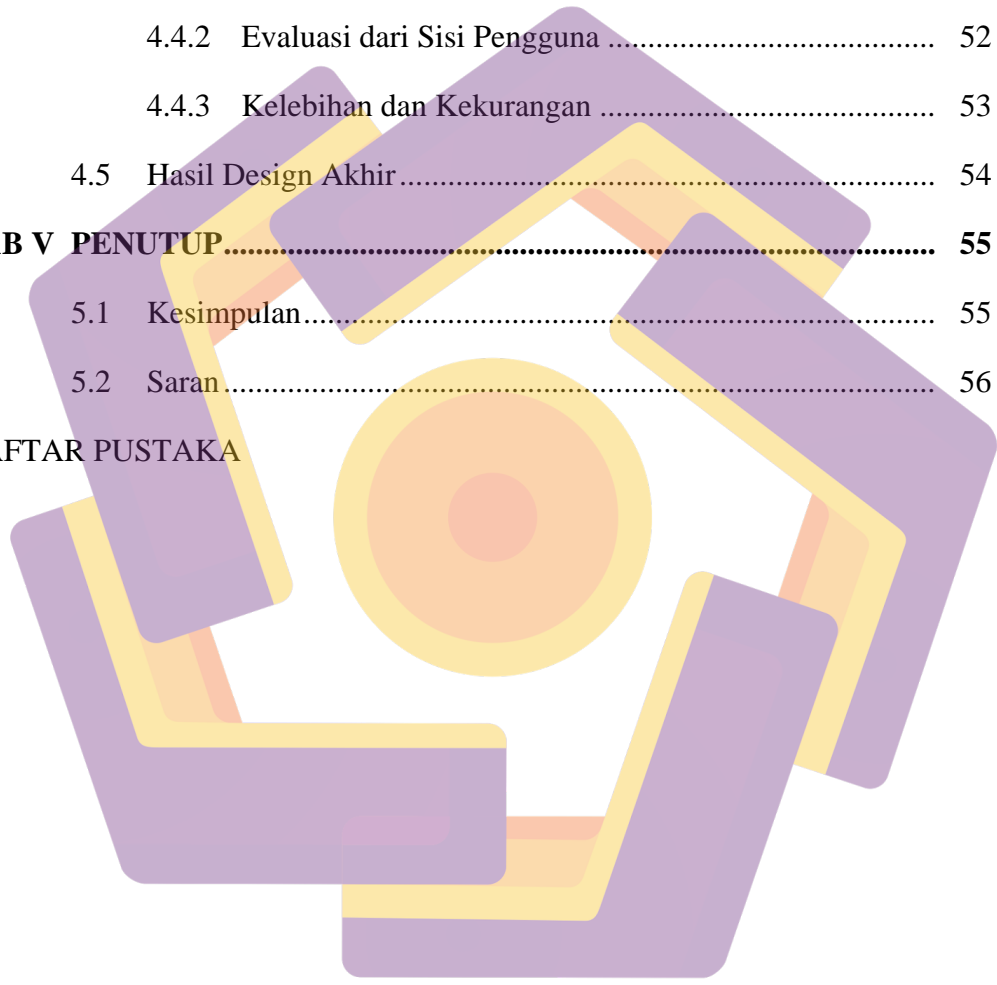 4.4.2 Evaluasi dari Sisi Pengguna ...................................... 52
4.4.3 Kelebihan dan Kekurangan ....................................... 53
4.5 Hasil Design Akhir............................................................... 54
B V PENUTUP.................................................................................... 55
5.1 Kesimpulan........................................................................... 55
5.2 Saran .................................................................................... 56
FTAR PUSTAKA